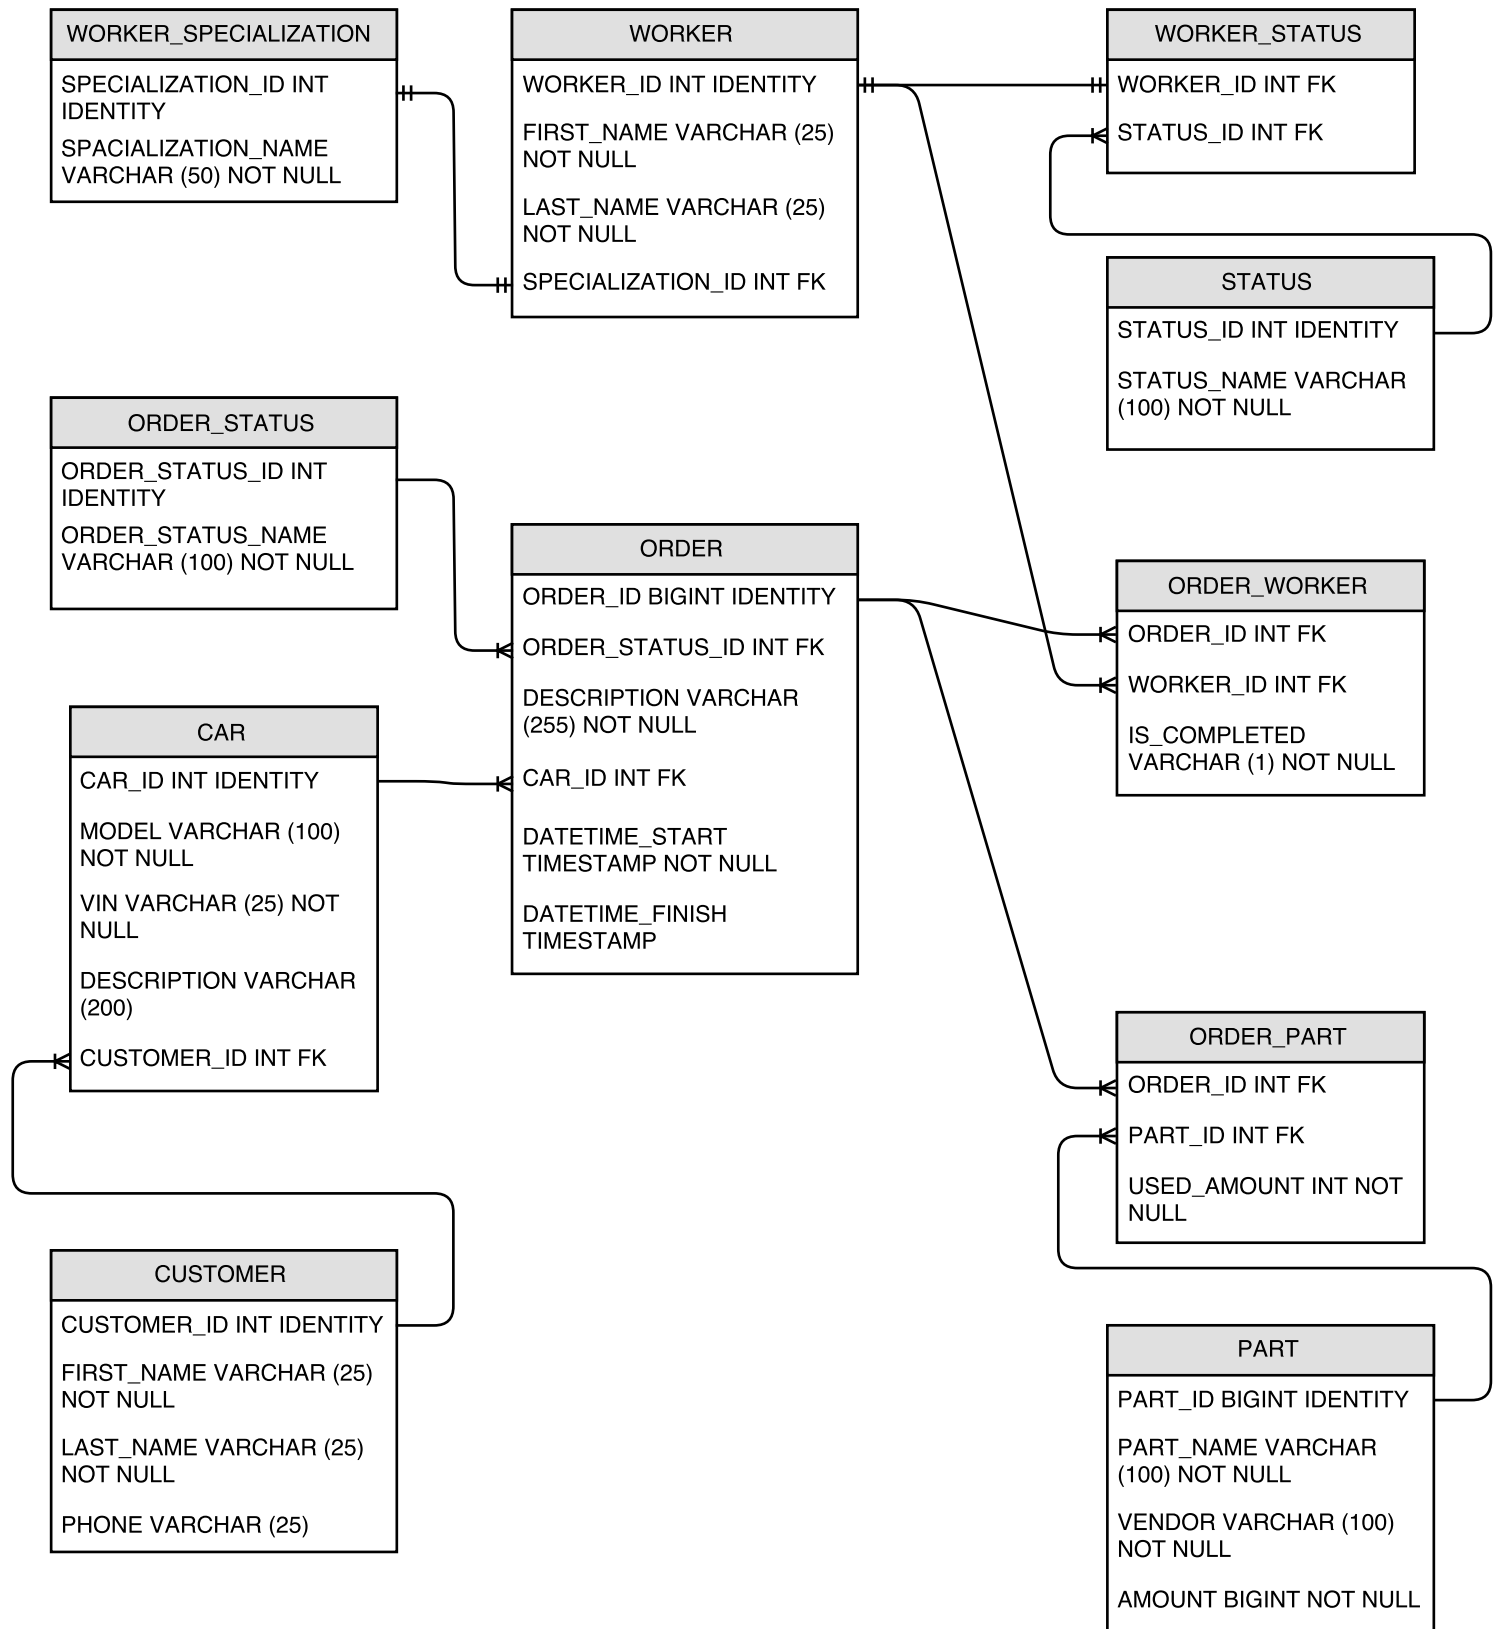 WORKER_SPECIALIZATION
SPECIALIZATION_ID INT
IDENTITY
SPACIALIZATION_NAME
VARCHAR (50) NOT NULL
WORKER
WORKER_ID INT IDENTITY
FIRST_NAME VARCHAR (25)
NOT NULL
LAST_NAME VARCHAR (25)
NOT NULL
SPECIALIZATION_ID INT FK
WORKER_STATUS
WORKER_ID INT FK
STATUS_ID INT FK
STATUS
STATUS_ID INT IDENTITY
STATUS_NAME VARCHAR
(100) NOT NULL
ORDER_STATUS
ORDER_STATUS_ID INT
IDENTITY
ORDER_STATUS_NAME
VARCHAR (100) NOT NULL
ORDER
ORDER_ID BIGINT IDENTITY
ORDER_STATUS_ID INT FK
DESCRIPTION VARCHAR
(255) NOT NULL
CAR_ID INT FK
DATETIME_START
TIMESTAMP NOT NULL
DATETIME_FINISH
TIMESTAMP
ORDER_WORKER
ORDER_ID INT FK
WORKER_ID INT FK
IS_COMPLETED
VARCHAR (1) NOT NULL
CAR
CAR_ID INT IDENTITY
MODEL VARCHAR (100)
NOT NULL
VIN VARCHAR (25) NOT
NULL
DESCRIPTION VARCHAR
(200)
CUSTOMER_ID INT FK
ORDER_PART
ORDER_ID INT FK
PART_ID INT FK
USED_AMOUNT INT NOT
NULL
CUSTOMER
CUSTOMER_ID INT IDENTITY
FIRST_NAME VARCHAR (25)
NOT NULL
LAST_NAME VARCHAR (25)
NOT NULL
PHONE VARCHAR (25)
PART
PART_ID BIGINT IDENTITY
PART_NAME VARCHAR
(100) NOT NULL
VENDOR VARCHAR (100)
NOT NULL
AMOUNT BIGINT NOT NULL